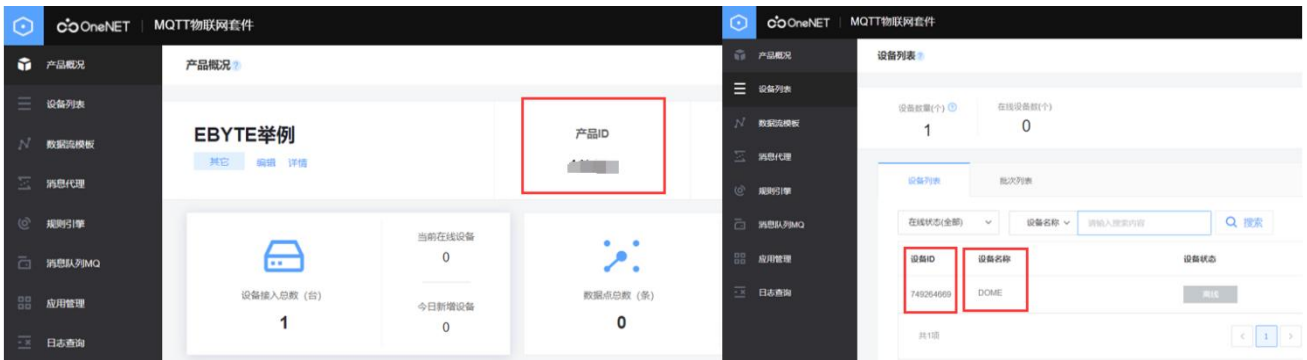 OneNET | MQTT物联网套件
产品概况
设备列表
数据流模板
消息代理
规则引擎
消息队列MQ
应用管理
日志查询
产品概况
EBYTE举例
其它 编辑 详情
产品ID
设备接入总数（台）
1
当前在线设备
0
今日新增设备
0
数据点总数（条）
0
OneNET | MQTT物联网套件
产品概况
设备列表
数据流模板
消息代理
规则引擎
消息队列MQ
应用管理
日志查询
设备列表
设备数量(个)
1
在线设备数(个)
0
设备列表 批次列表
在线状态(全部) 设备名称 请输入搜索内容 搜索
设备ID 设备名称 设备状态
749264669 DOME 离线
共1项
1